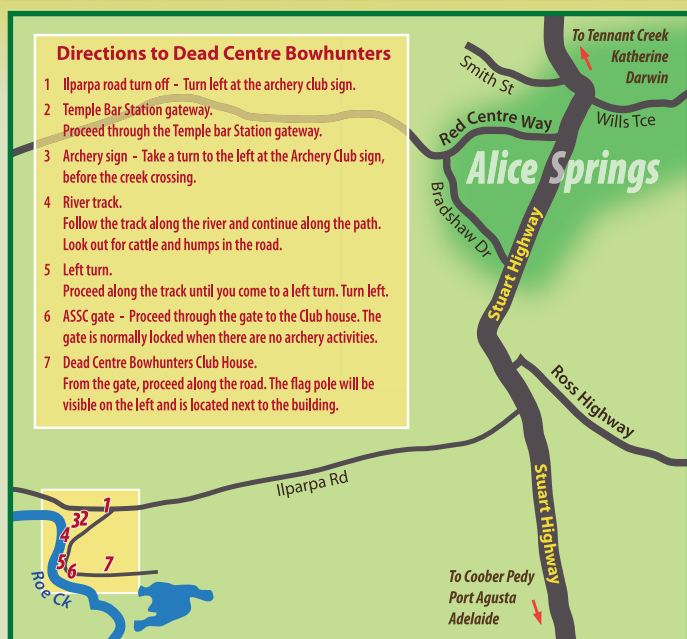 Directions to Dead Centre Bowhunters
1 Ilparpa road turn off - Turn left at the archery club sign.
2 Temple Bar Station gateway.
Proceed through the Temple bar Station gateway.
3 Archery sign - Take a turn to the left at the Archery Club sign,
before the creek crossing.
4 River track.
Follow the track along the river and continue along the path.
Look out for cattle and humps in the road.
5 Left turn.
Proceed along the track until you come to a left turn. Turn left.
6 ASSC gate - Proceed through the gate to the Club house. The
gate is normally locked when there are no archery activities.
7 Dead Centre Bowhunters Club House.
From the gate, proceed along the road. The flag pole will be
visible on the left and is located next to the building.
To Tennant Creek
Katherine
Darwin
Smith St
Wills Tce
Red Centre Way
Alice Springs
Bradshaw Dr
Stuart Highway
Ross Highway
Ilparpa Rd
Stuart Highway
1
32
4
5
6
7
Roe Ck
To Coober Pedy
Port Agusta
Adelaide